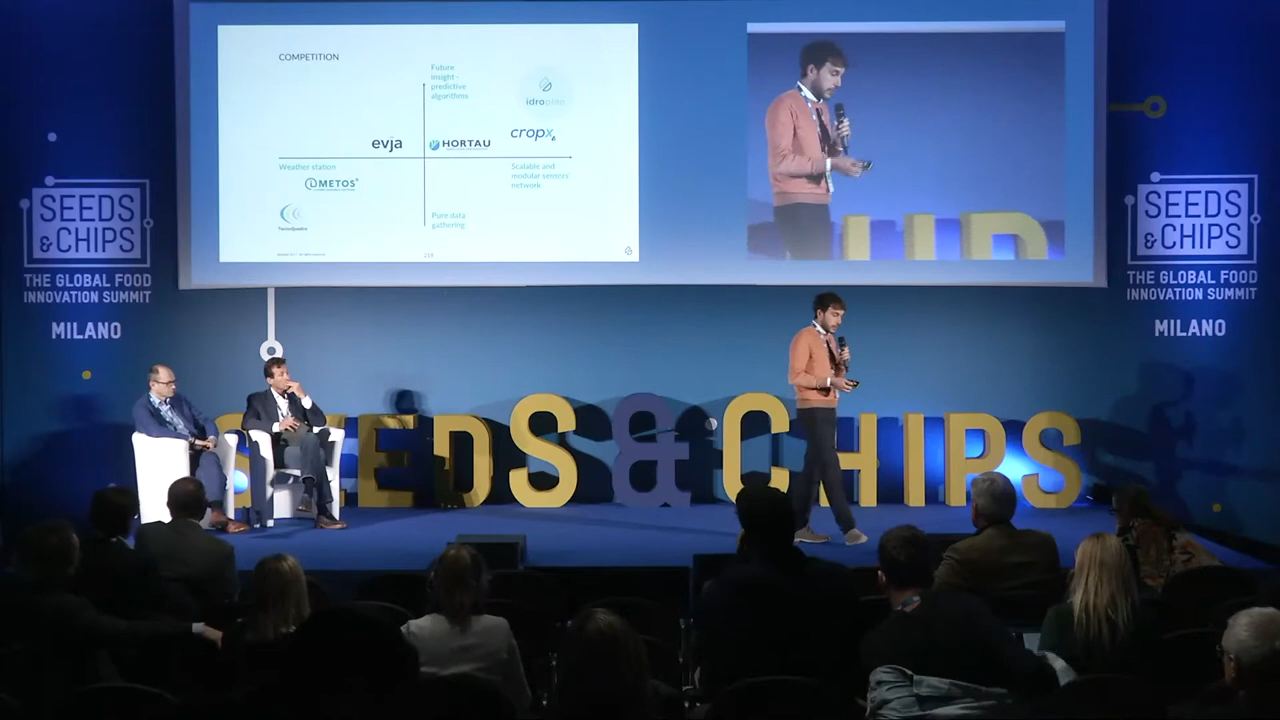 COMPETITION
Future
insight -
predictive
algorithms
idroplan
evja
HORTAU
cropx
Weather station
METOS
Scalable and
modular sensors'
network
Pure data
gathering
SEEDS
&CHIPS
THE GLOBAL FOOD
INNOVATION SUMMIT
MILANO
SEEDS
&CHIPS
THE GLOBAL FOOD
INNOVATION SUMMIT
MILANO
SEEDS&CHIPS